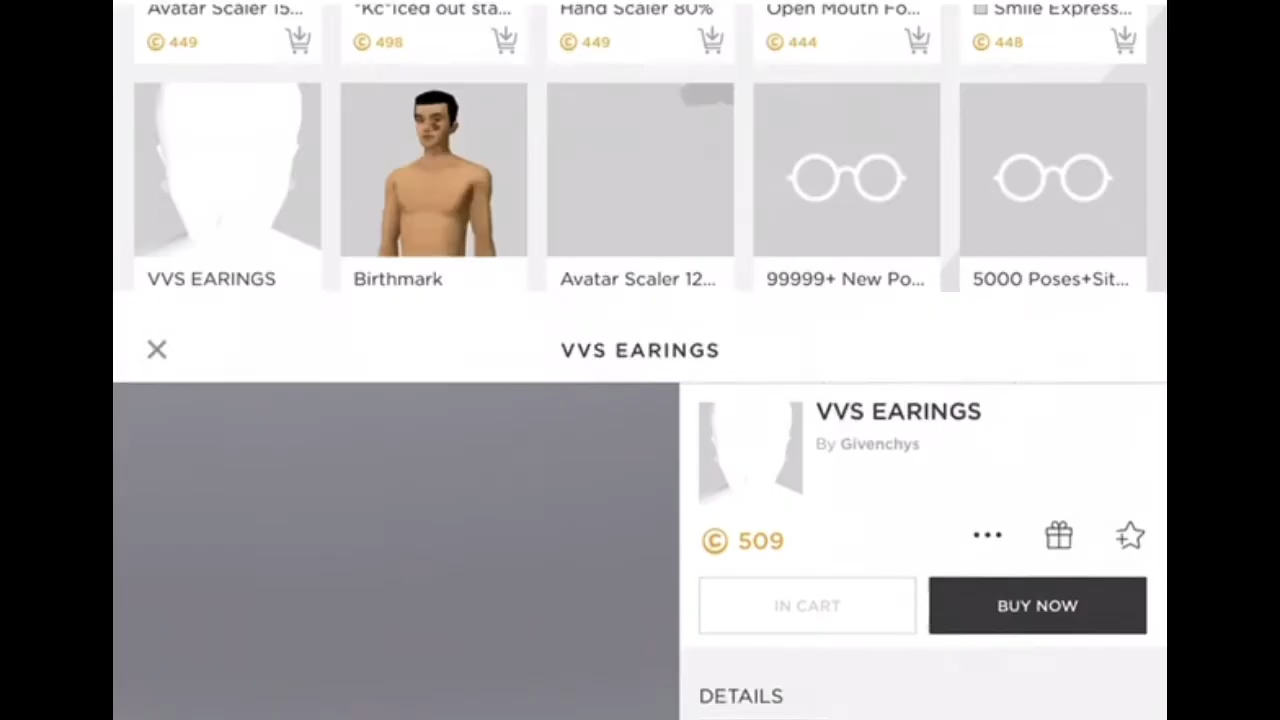 Avatar Scaler 15... *Kc*Iced out sta... Hand Scaler 80% Open Mouth Fo... Smile Express...
449 498 449 444 448
VVS EARINGS Birthmark Avatar Scaler 12... 99999+ New Po... 5000 Poses+Sit...
VVS EARINGS
VVS EARINGS
By Givenchys
509
IN CART BUY NOW
DETAILS